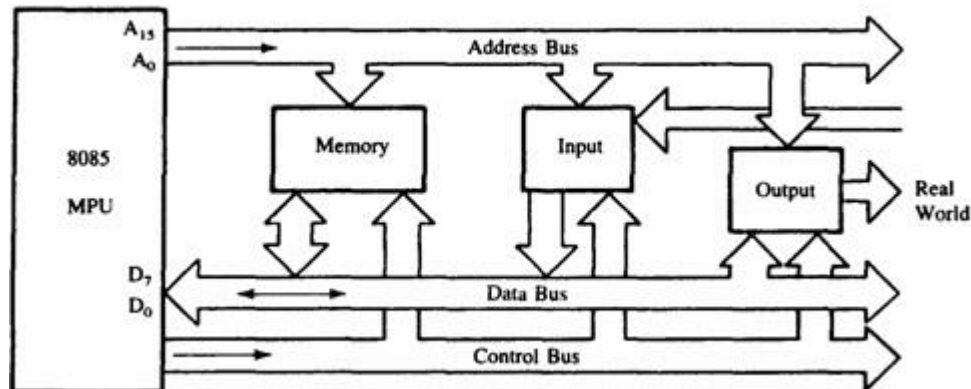 A15
A0
Address Bus
8085
MPU
Memory
Input
Output
Real
World
D7
D0
Data Bus
Control Bus